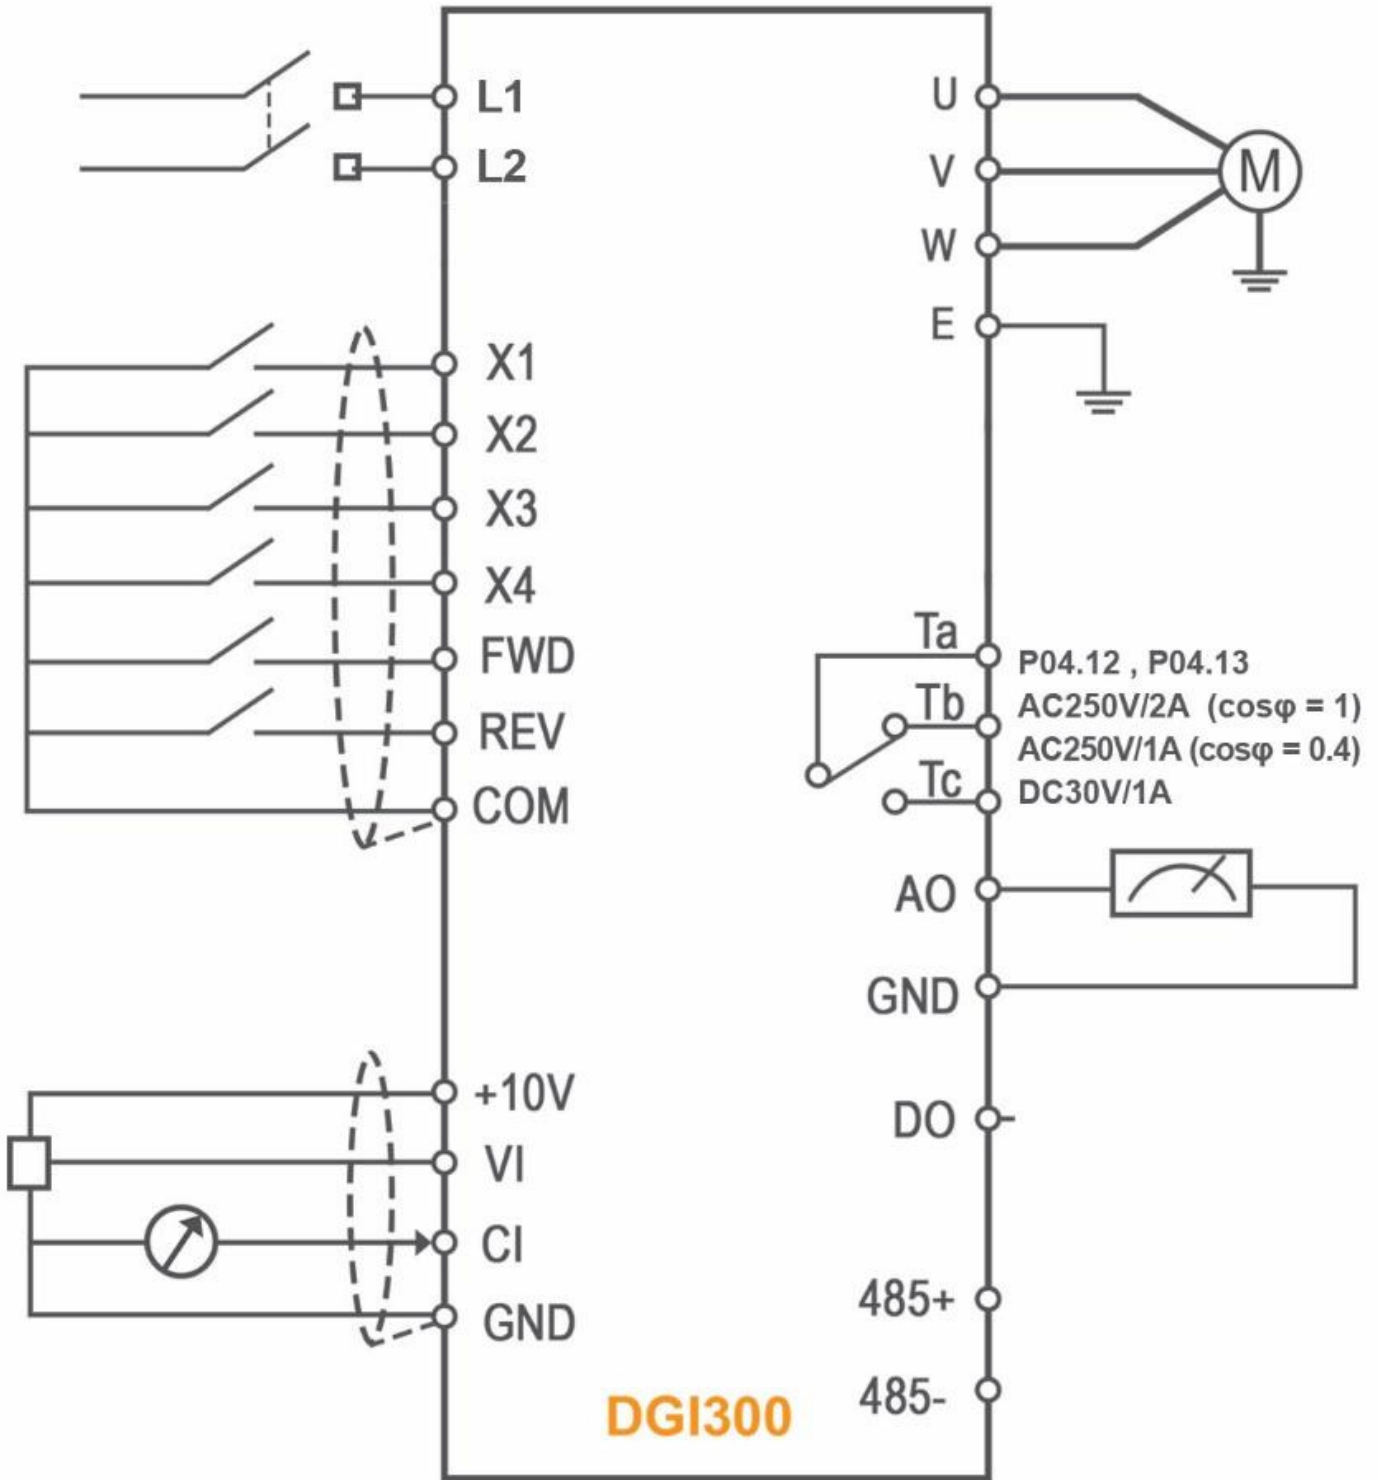 L1
L2
X1
X2
X3
X4
FWD
REV
COM
+10V
VI
CI
GND
U
V
W
E
M
Ta
Tb
Tc
P04.12 , P04.13
AC250V/2A (cosφ = 1)
AC250V/1A (cosφ = 0.4)
DC30V/1A
AO
GND
DO
485+
485-
DGI300